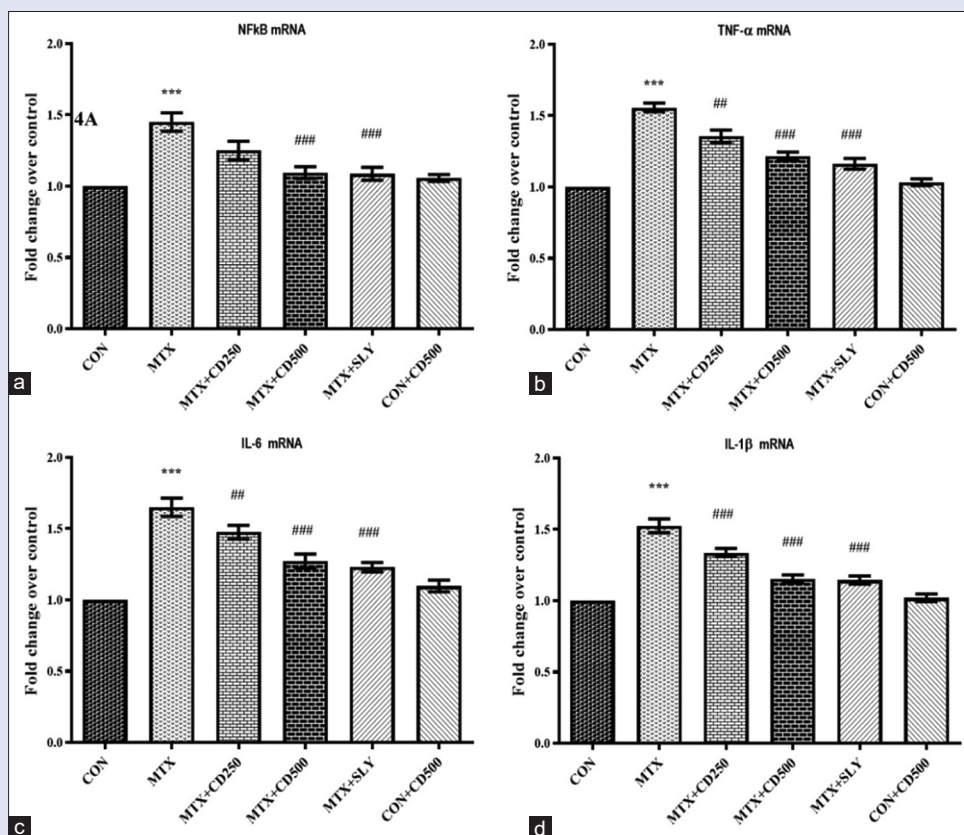 NFkB mRNA
Fold change over control
2.0
1.5
1.0
0.5
0.0
4A
***
###
###
CON
MTX
MTX+CD250
MTX+CD500
MTX+SLY
CON+CD500
a
TNF-α mRNA
Fold change over control
2.0
1.5
1.0
0.5
0.0
***
##
###
###
CON
MTX
MTX+CD250
MTX+CD500
MTX+SLY
CON+CD500
b
IL-6 mRNA
Fold change over control
2.0
1.5
1.0
0.5
0.0
***
##
###
###
CON
MTX
MTX+CD250
MTX+CD500
MTX+SLY
CON+CD500
c
IL-1β mRNA
Fold change over control
2.0
1.5
1.0
0.5
0.0
***
###
###
###
CON
MTX
MTX+CD250
MTX+CD500
MTX+SLY
CON+CD500
d